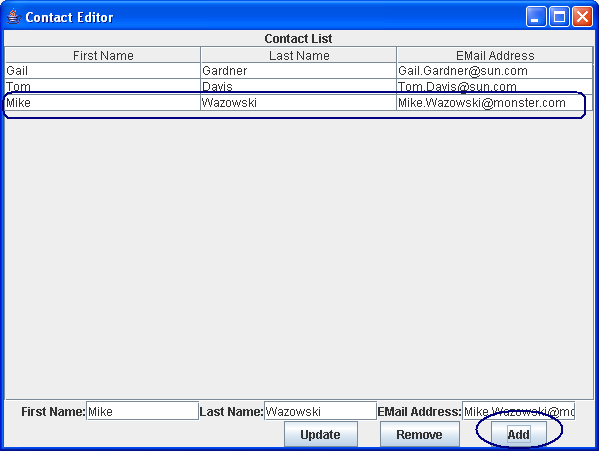 Contact Editor
Contact List
First Name Last Name EMail Address
Gail Gardner Gail.Gardner@sun.com
Tom Davis Tom.Davis@sun.com
Mike Wazowski Mike.Wazowski@monster.com
First Name: Mike Last Name: Wazowski EMail Address: Mike.Wazowski@mo
Update Remove Add